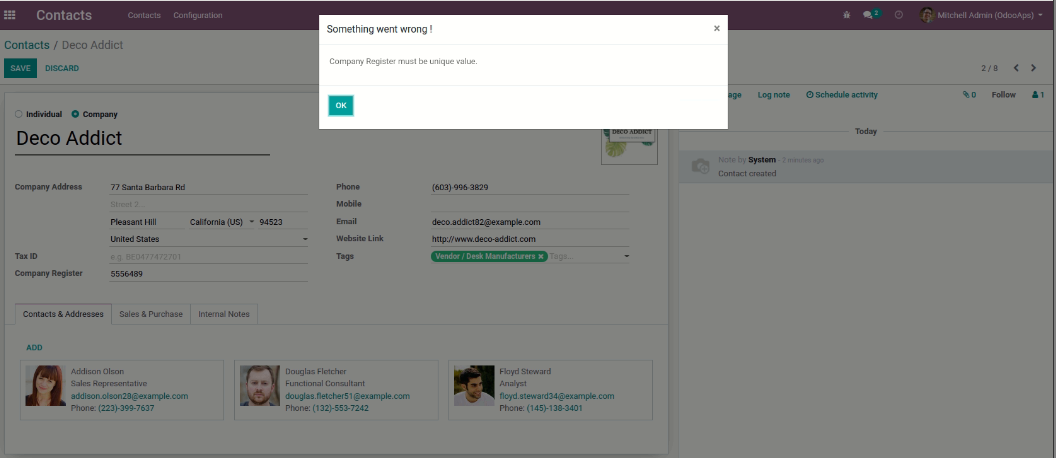 Contacts
Contacts
Configuration
2
Mitchell Admin (OdooAps)
Contacts / Deco Addict
SAVE
DISCARD
2 / 8
Something went wrong !
×
Company Register must be unique value.
OK
age
Log note
Schedule activity
0
Follow
1
Individual
Company
Deco Addict
DECO ADDICT
Company Address
77 Santa Barbara Rd
Street 2...
Pleasant Hill
California (US)
94523
United States
Tax ID
e.g. BE0477472701
Company Register
5556489
Phone
(603)-996-3829
Mobile
Email
deco.addict82@example.com
Website Link
http://www.deco-addict.com
Tags
Vendor / Desk Manufacturers ×
Tags...
Today
Note by System - 2 minutes ago
Contact created
Contacts & Addresses
Sales & Purchase
Internal Notes
ADD
Addison Olson
Sales Representative
addison.olson28@example.com
Phone: (223)-399-7637
Douglas Fletcher
Functional Consultant
douglas.fletcher51@example.com
Phone: (132)-553-7242
Floyd Steward
Analyst
floyd.steward34@example.com
Phone: (145)-138-3401